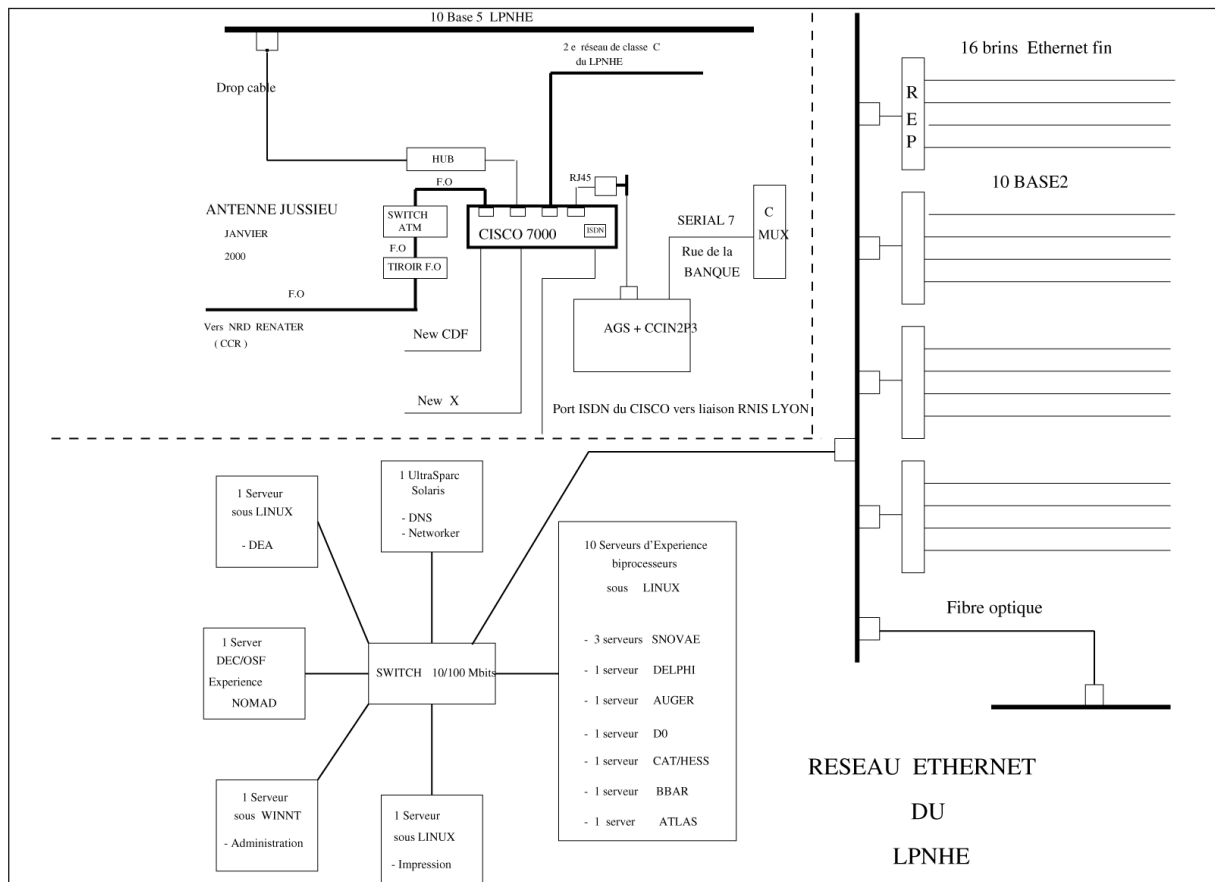 10 Base 5 LPNHE
2 e réseau de classe C
du LPNHE
Drop cable
HUB
F.O
RJ45
ANTENNE JUSSIEU
JANVIER
2000
SWITCH
ATM
CISCO 7000
ISDN
F.O
TIROIR F.O
F.O
Vers NRD RENATER
( CCR )
SERIAL 7
Rue de la
BANQUE
C
MUX
AGS + CCIN2P3
New CDF
New X
Port ISDN du CISCO vers liaison RNIS LYON
16 brins Ethernet fin
R
E
P
10 BASE2
Fibre optique
1 Serveur
sous LINUX
- DEA
1 UltraSparc
Solaris
- DNS
- Networker
1 Server
DEC/OSF
Experience
NOMAD
SWITCH 10/100 Mbits
1 Serveur
sous WINNT
- Administration
1 Serveur
sous LINUX
- Impression
10 Serveurs d'Experience
biprocesseurs
sous LINUX
- 3 serveurs SNOVAE
- 1 serveur DELPHI
- 1 serveur AUGER
- 1 serveur D0
- 1 serveur CAT/HESS
- 1 serveur BBAR
- 1 server ATLAS
RESEAU ETHERNET
DU
LPNHE